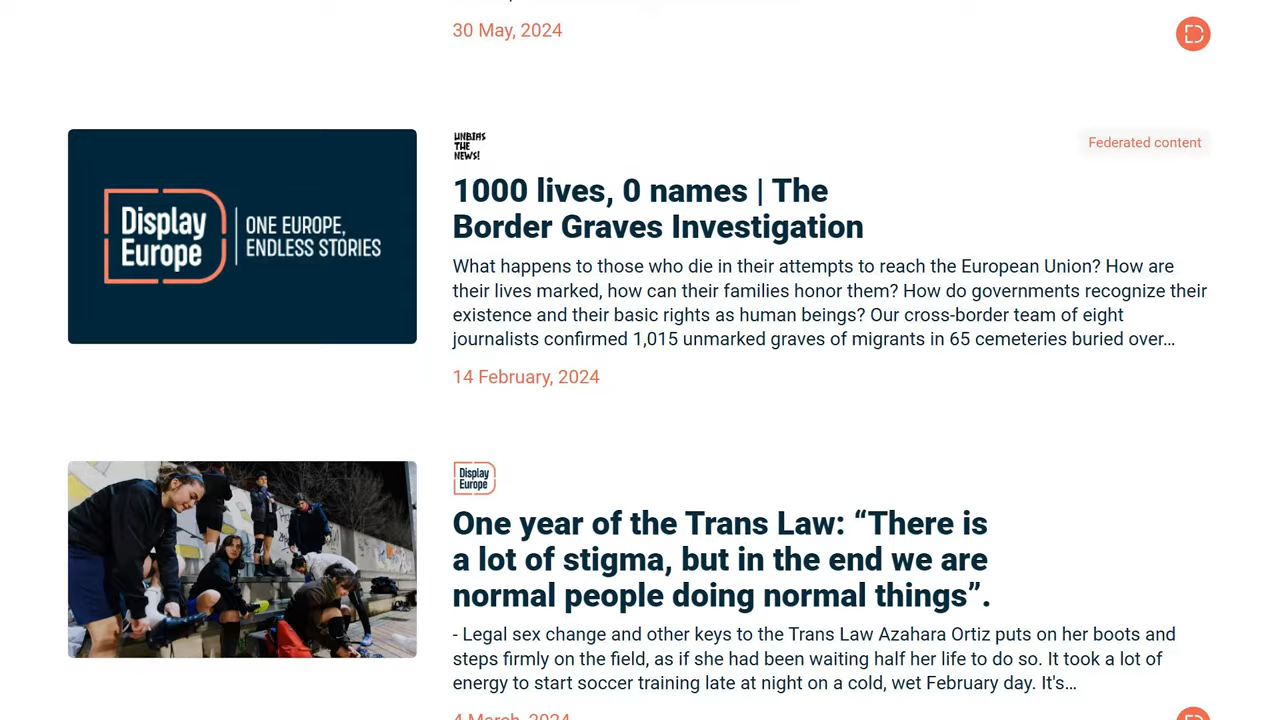 30 May, 2024
Display
Europe
ONE EUROPE,
ENDLESS STORIES
UNBIAS
THE
NEWS!
Federated content
1000 lives, 0 names | The
Border Graves Investigation
What happens to those who die in their attempts to reach the European Union? How are
their lives marked, how can their families honor them? How do governments recognize their
existence and their basic rights as human beings? Our cross-border team of eight
journalists confirmed 1,015 unmarked graves of migrants in 65 cemeteries buried over...
14 February, 2024
Display
Europe
One year of the Trans Law: “There is
a lot of stigma, but in the end we are
normal people doing normal things”.
- Legal sex change and other keys to the Trans Law Azahara Ortiz puts on her boots and
steps firmly on the field, as if she had been waiting half her life to do so. It took a lot of
energy to start soccer training late at night on a cold, wet February day. It's...
4 March, 2024